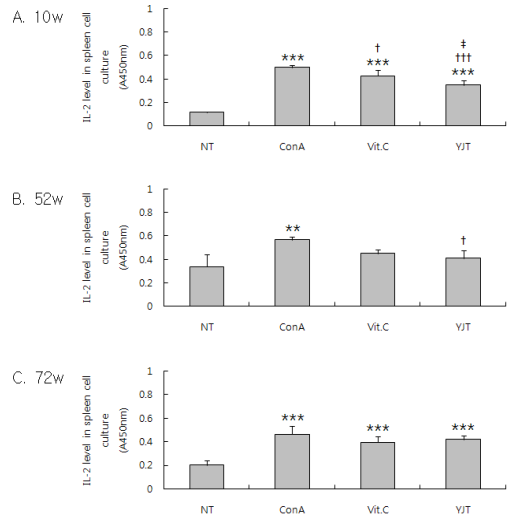 A. 10w
IL-2 level in spleen cell
culture
(A450nm)
1
0.8
0.6
0.4
0.2
0
***
†
***
‡
†††
***
NT ConA Vit.C YJT
B. 52w
IL-2 level in spleen cell
culture
(A450nm)
1
0.8
0.6
0.4
0.2
0
**
†
NT ConA Vit.C YJT
C. 72w
IL-2 level in spleen cell
culture
(A450nm)
1
0.8
0.6
0.4
0.2
0
*** *** ***
NT ConA Vit.C YJT